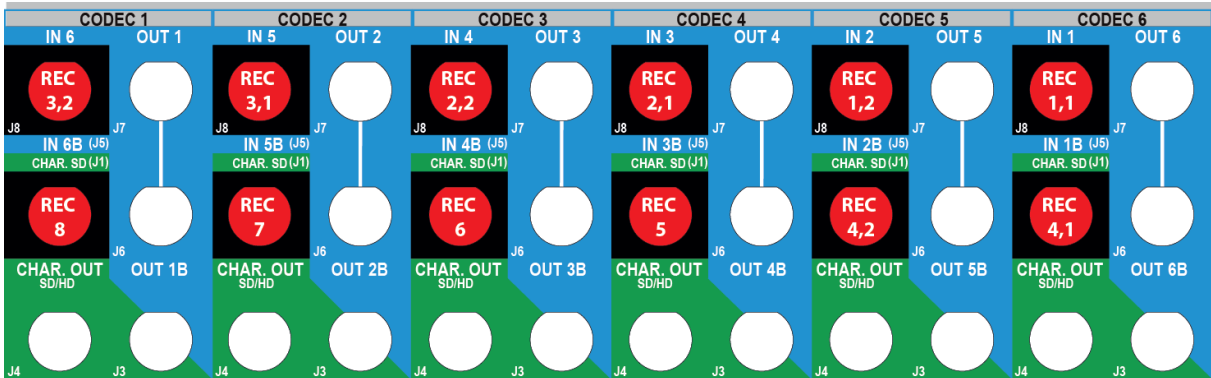 CODEC 1 CODEC 2 CODEC 3 CODEC 4 CODEC 5 CODEC 6
IN 6 OUT 1 IN 5 OUT 2 IN 4 OUT 3 IN 3 OUT 4 IN 2 OUT 5 IN 1 OUT 6
REC REC REC REC REC REC
3,2 3,1 2,2 2,1 1,2 1,1
J8 J7 J8 J7 J8 J7 J8 J7 J8 J7 J8 J7
IN 6B (J5) IN 5B (J5) IN 4B (J5) IN 3B (J5) IN 2B (J5) IN 1B (J5)
CHAR. SD (J1) CHAR. SD (J1) CHAR. SD (J1) CHAR. SD (J1) CHAR. SD (J1) CHAR. SD (J1)
REC REC REC REC REC REC
8 7 6 5 4,2 4,1
J6 J6 J6 J6 J6 J6
CHAR. OUT OUT 1B CHAR. OUT OUT 2B CHAR. OUT OUT 3B CHAR. OUT OUT 4B CHAR. OUT OUT 5B CHAR. OUT OUT 6B
SD/HD SD/HD SD/HD SD/HD SD/HD SD/HD
J4 J3 J4 J3 J4 J3 J4 J3 J4 J3 J4 J3